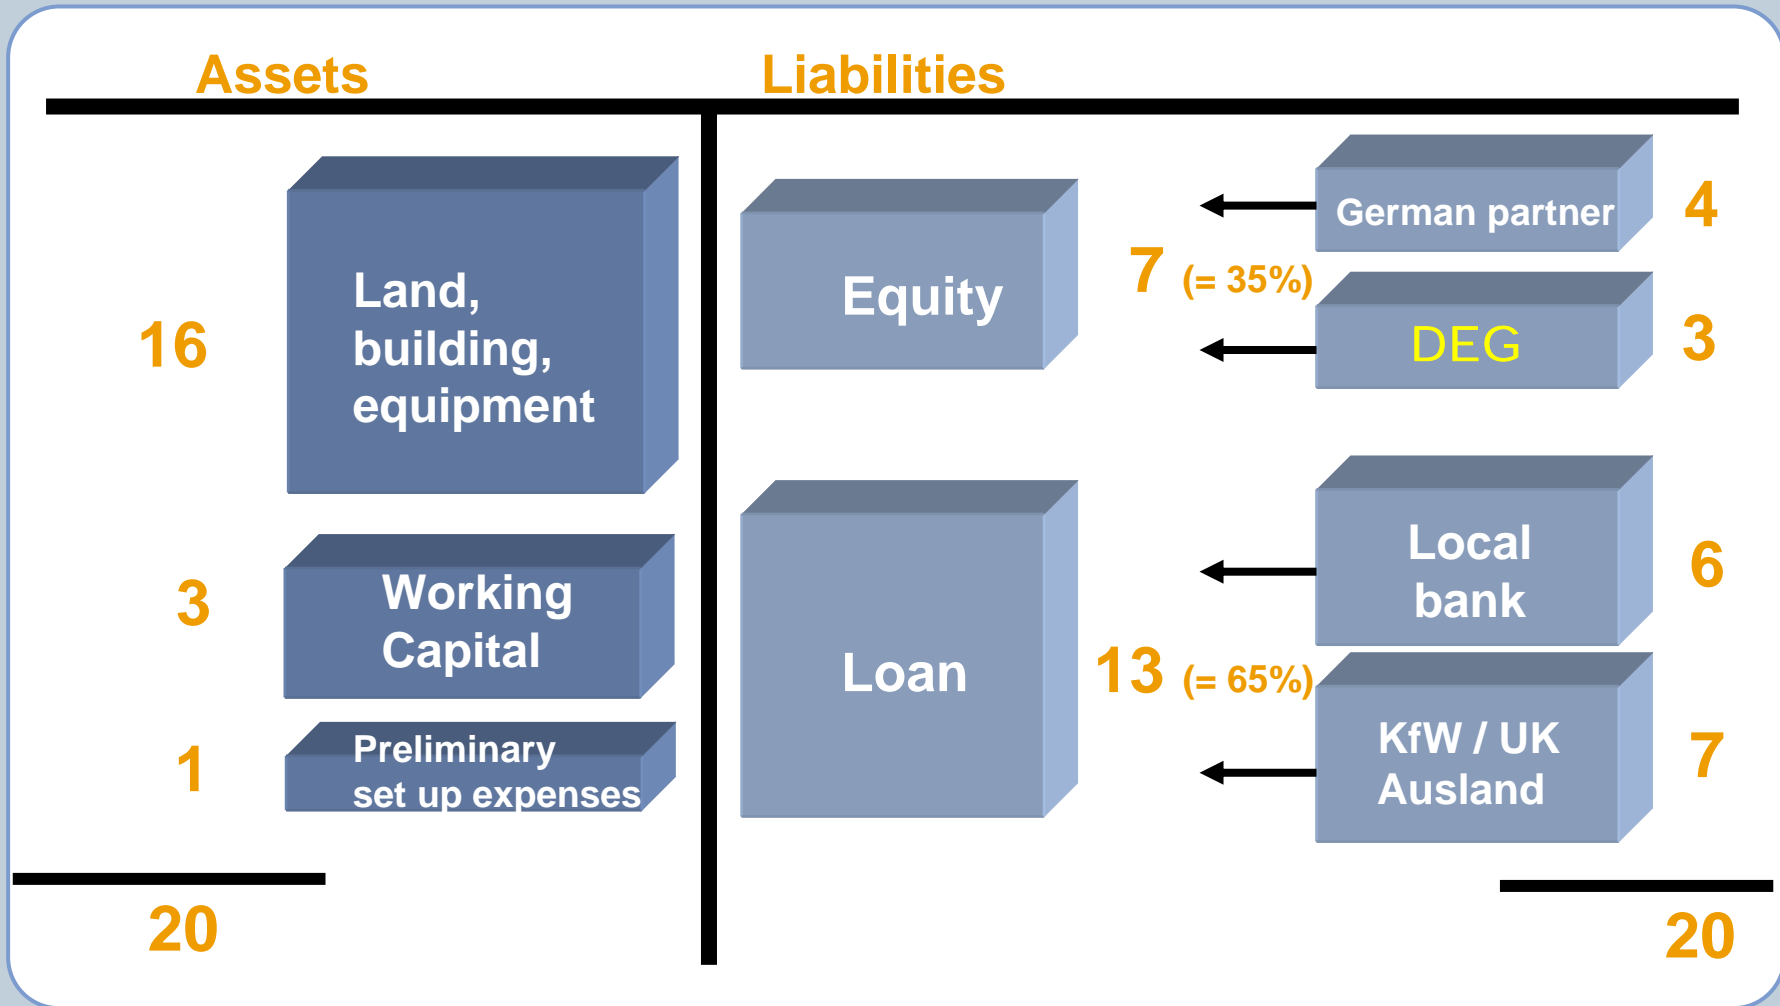 Assets
Liabilities
16
Land,
building,
equipment
3
Working
Capital
1
Preliminary
set up expenses
20
Equity
7 (= 35%)
German partner
4
DEG
3
Loan
13 (= 65%)
Local
bank
6
KfW / UK
Ausland
7
20